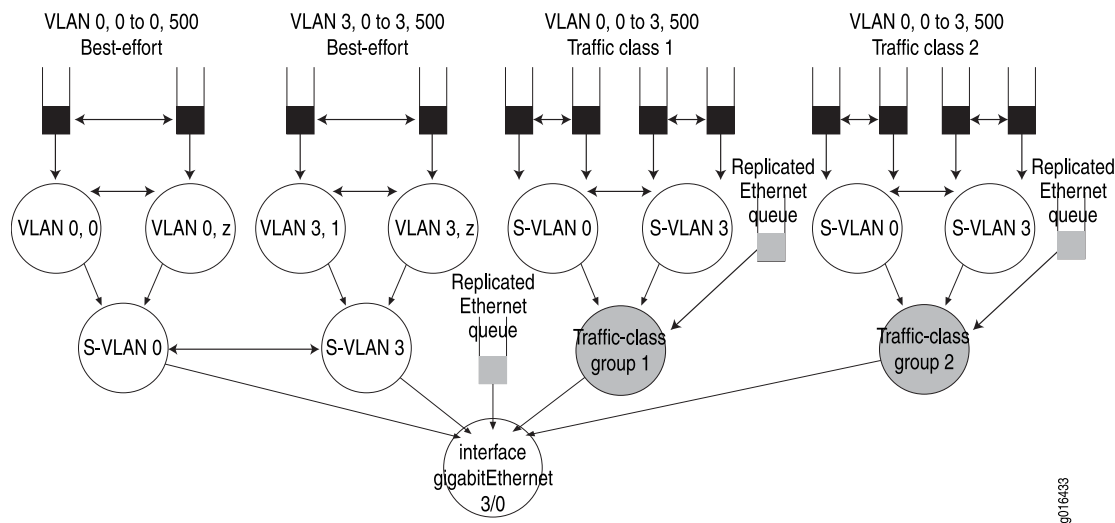 VLAN 0, 0 to 0, 500
Best-effort
VLAN 3, 0 to 3, 500
Best-effort
VLAN 0, 0 to 3, 500
Traffic class 1
VLAN 0, 0 to 3, 500
Traffic class 2
VLAN 0, 0
VLAN 0, z
VLAN 3, 1
VLAN 3, z
S-VLAN 0
S-VLAN 3
Replicated
Ethernet
queue
S-VLAN 0
S-VLAN 3
Replicated
Ethernet
queue
S-VLAN 0
S-VLAN 3
Replicated
Ethernet
queue
Traffic-class
group 1
Traffic-class
group 2
interface
gigabitEthernet
3/0
g016433